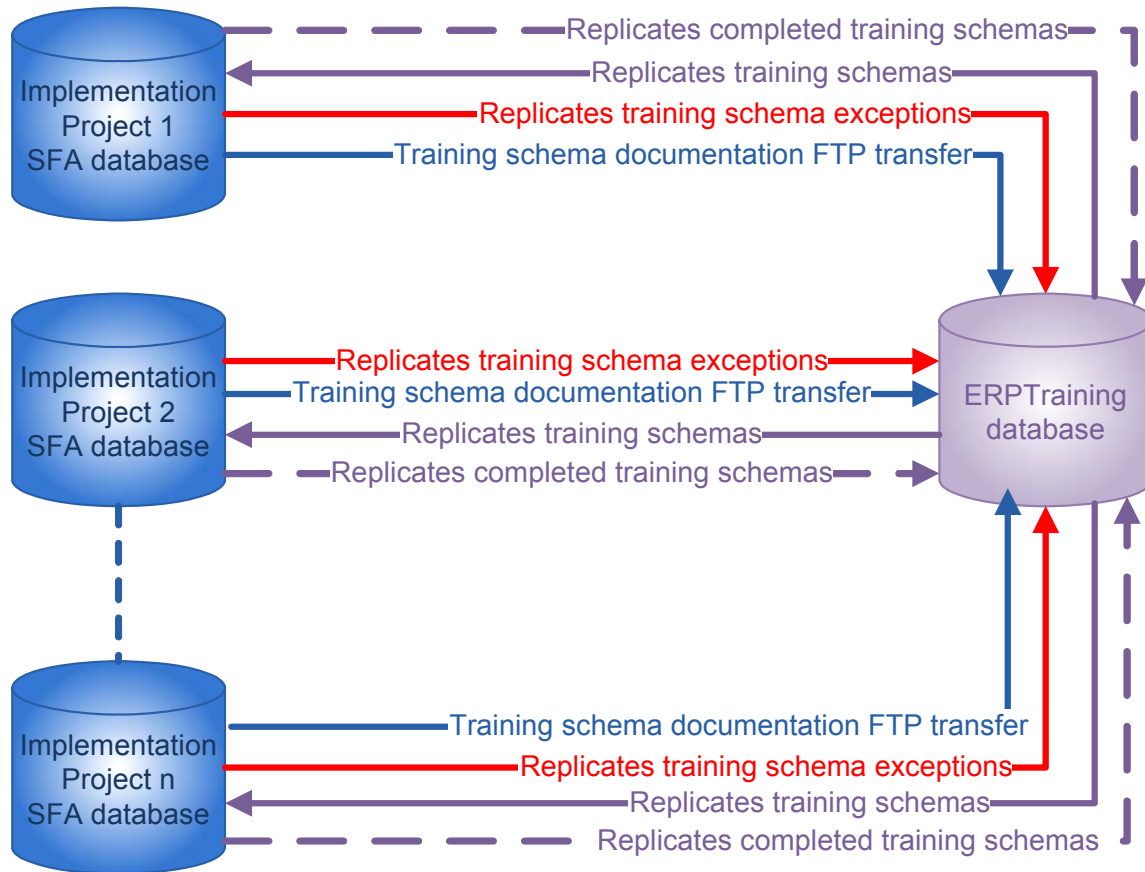 Replicates completed training schemas
Replicates training schemas
Implementation
Project 1
SFA database
Replicates training schema exceptions
Training schema documentation FTP transfer
Implementation
Project 2
SFA database
Replicates training schema exceptions
Training schema documentation FTP transfer
Replicates training schemas
Replicates completed training schemas
ERPTraining
database
Implementation
Project n
SFA database
Training schema documentation FTP transfer
Replicates training schema exceptions
Replicates training schemas
Replicates completed training schemas